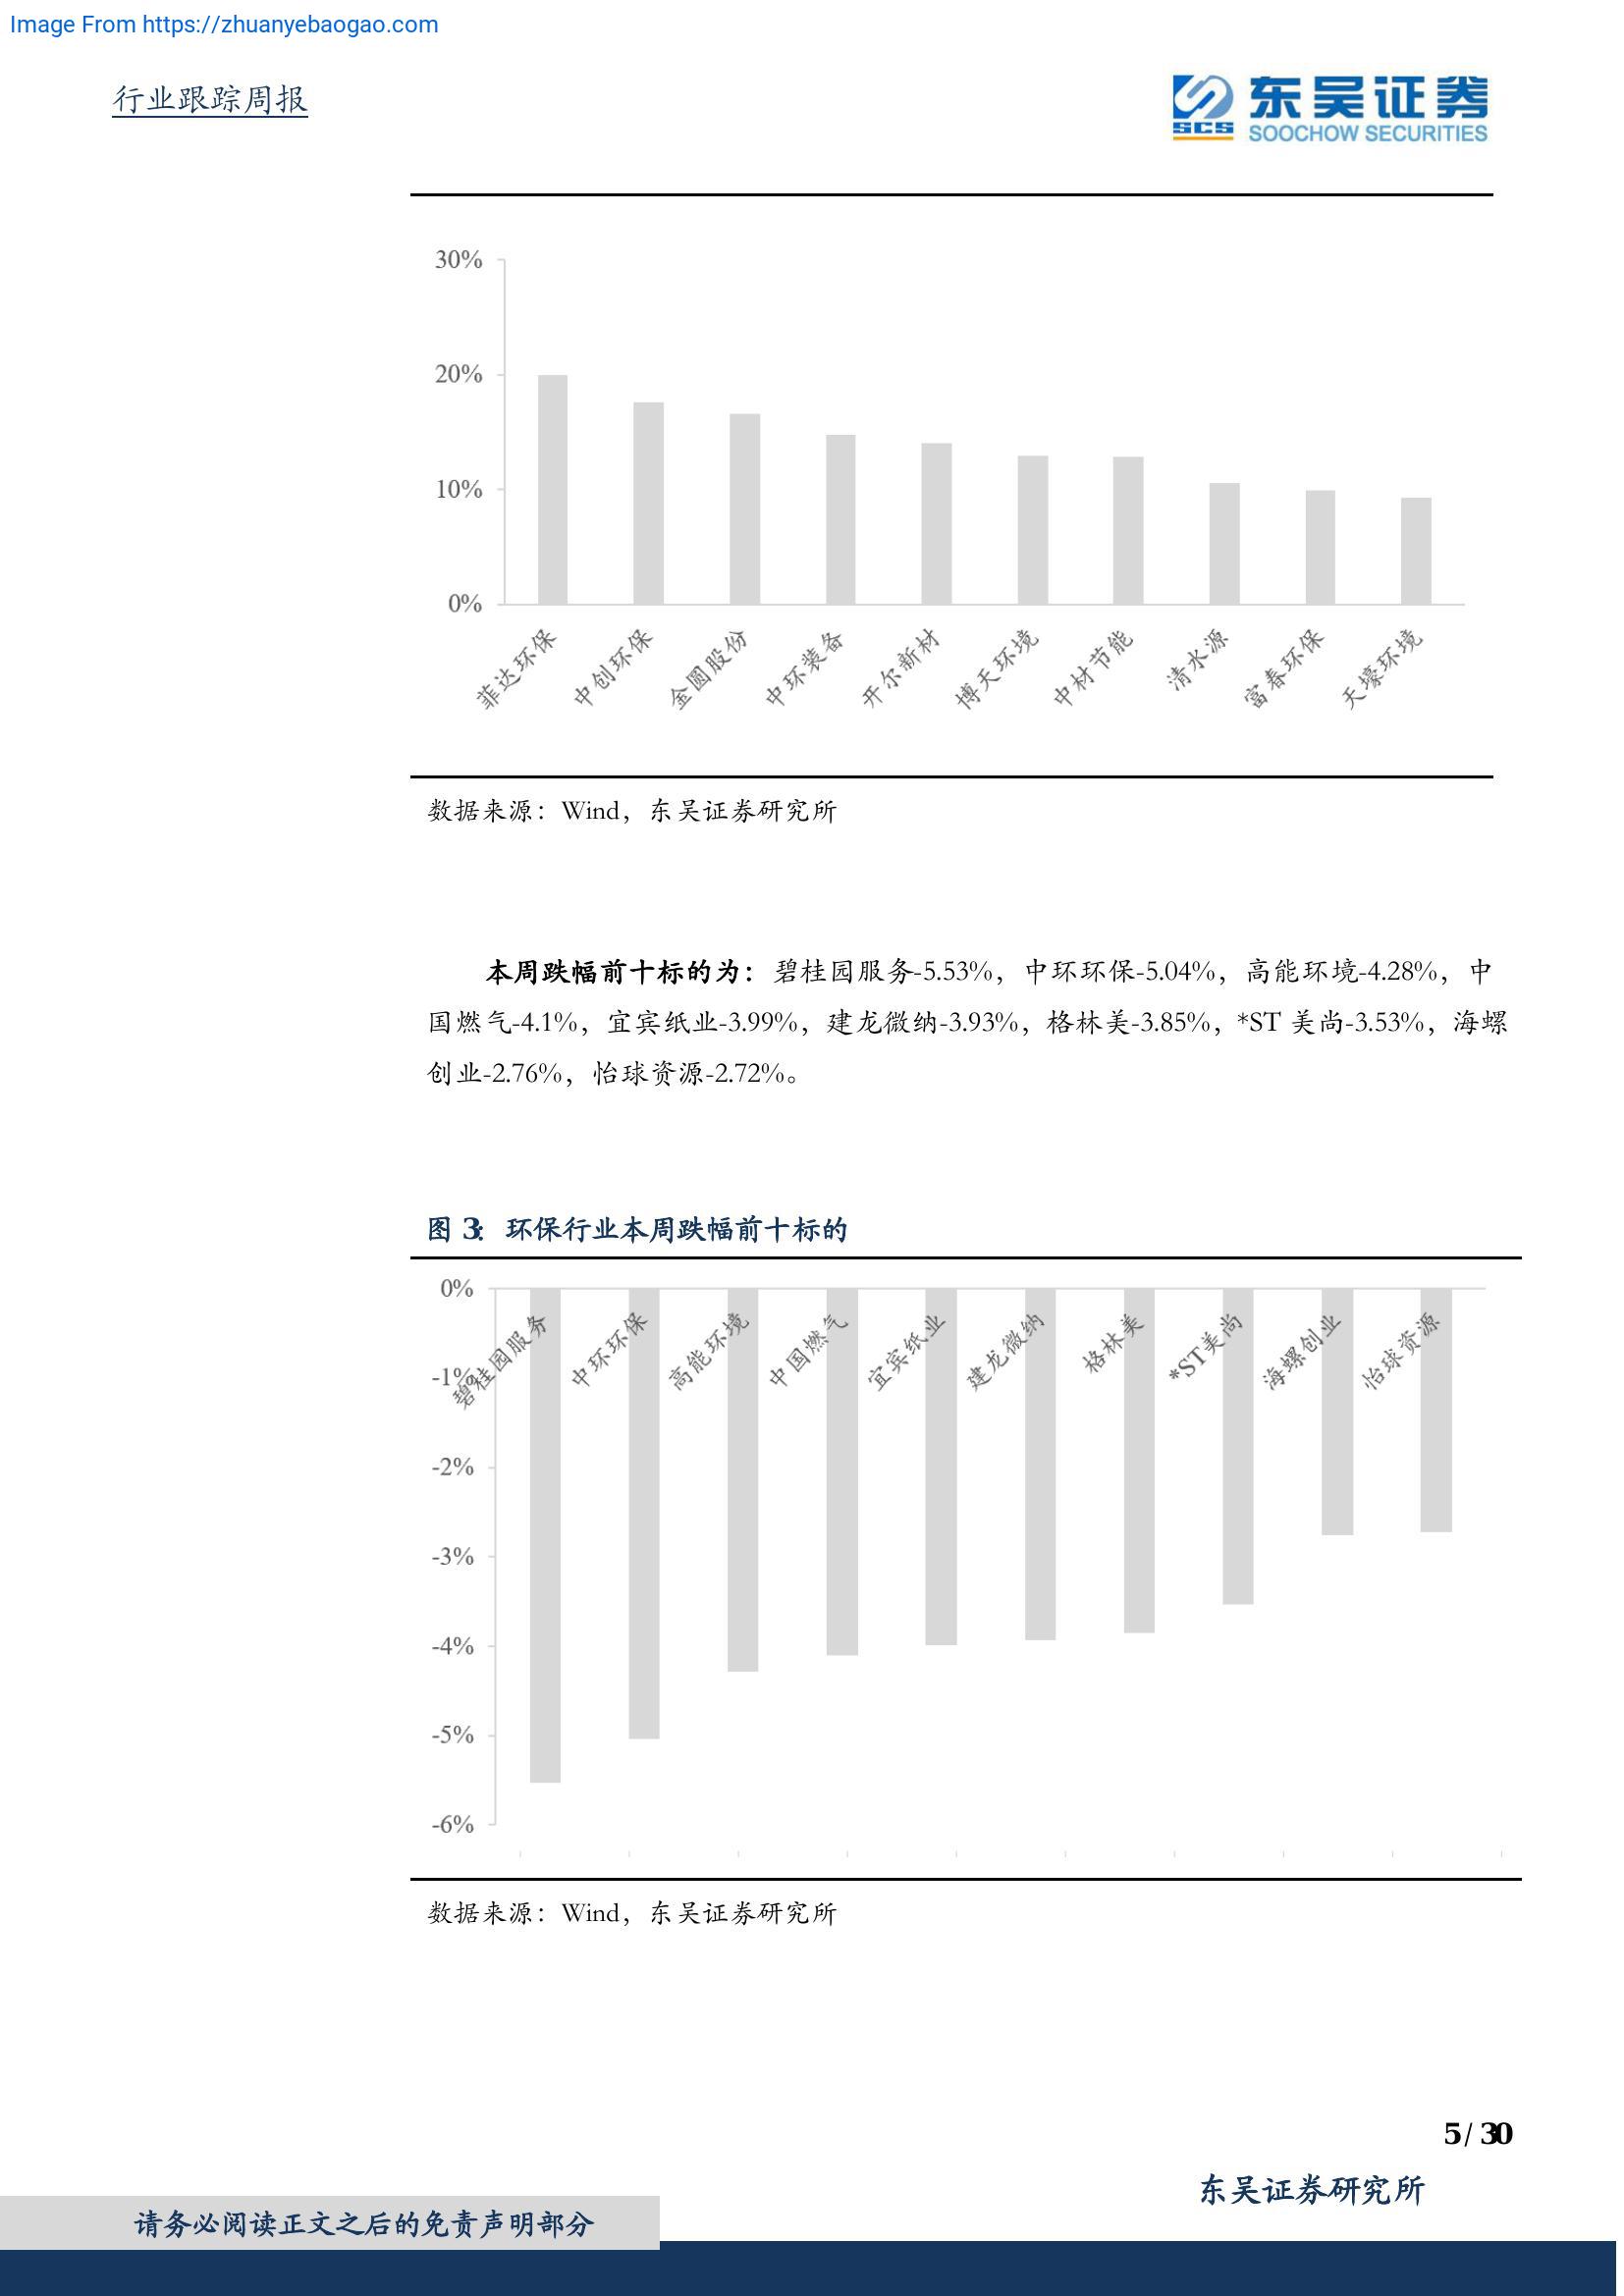 Image From https://zhuanyebaogao.com
行业跟踪周报
SCS
东吴证券
SOOCHOW SECURITIES
30%
20%
10%
0%
菲达环保
中创环保
金圆股份
中环装备
开尔新材
博天环境
中材节能
清水源
富春环保
天壕环境
数据来源：Wind，东吴证券研究所
本周跌幅前十标的为：碧桂园服务-5.53%，中环环保-5.04%，高能环境-4.28%，中
国燃气-4.1%，宜宾纸业-3.99%，建龙微纳-3.93%，格林美-3.85%，*ST 美尚-3.53%，海螺
创业-2.76%，怡球资源-2.72%。
图 3：环保行业本周跌幅前十标的
0%
-1%
-2%
-3%
-4%
-5%
-6%
碧桂园服务
中环环保
高能环境
中国燃气
宜宾纸业
建龙微纳
格林美
*ST美尚
海螺创业
怡球资源
数据来源：Wind，东吴证券研究所
5 / 30
东吴证券研究所
请务必阅读正文之后的免责声明部分